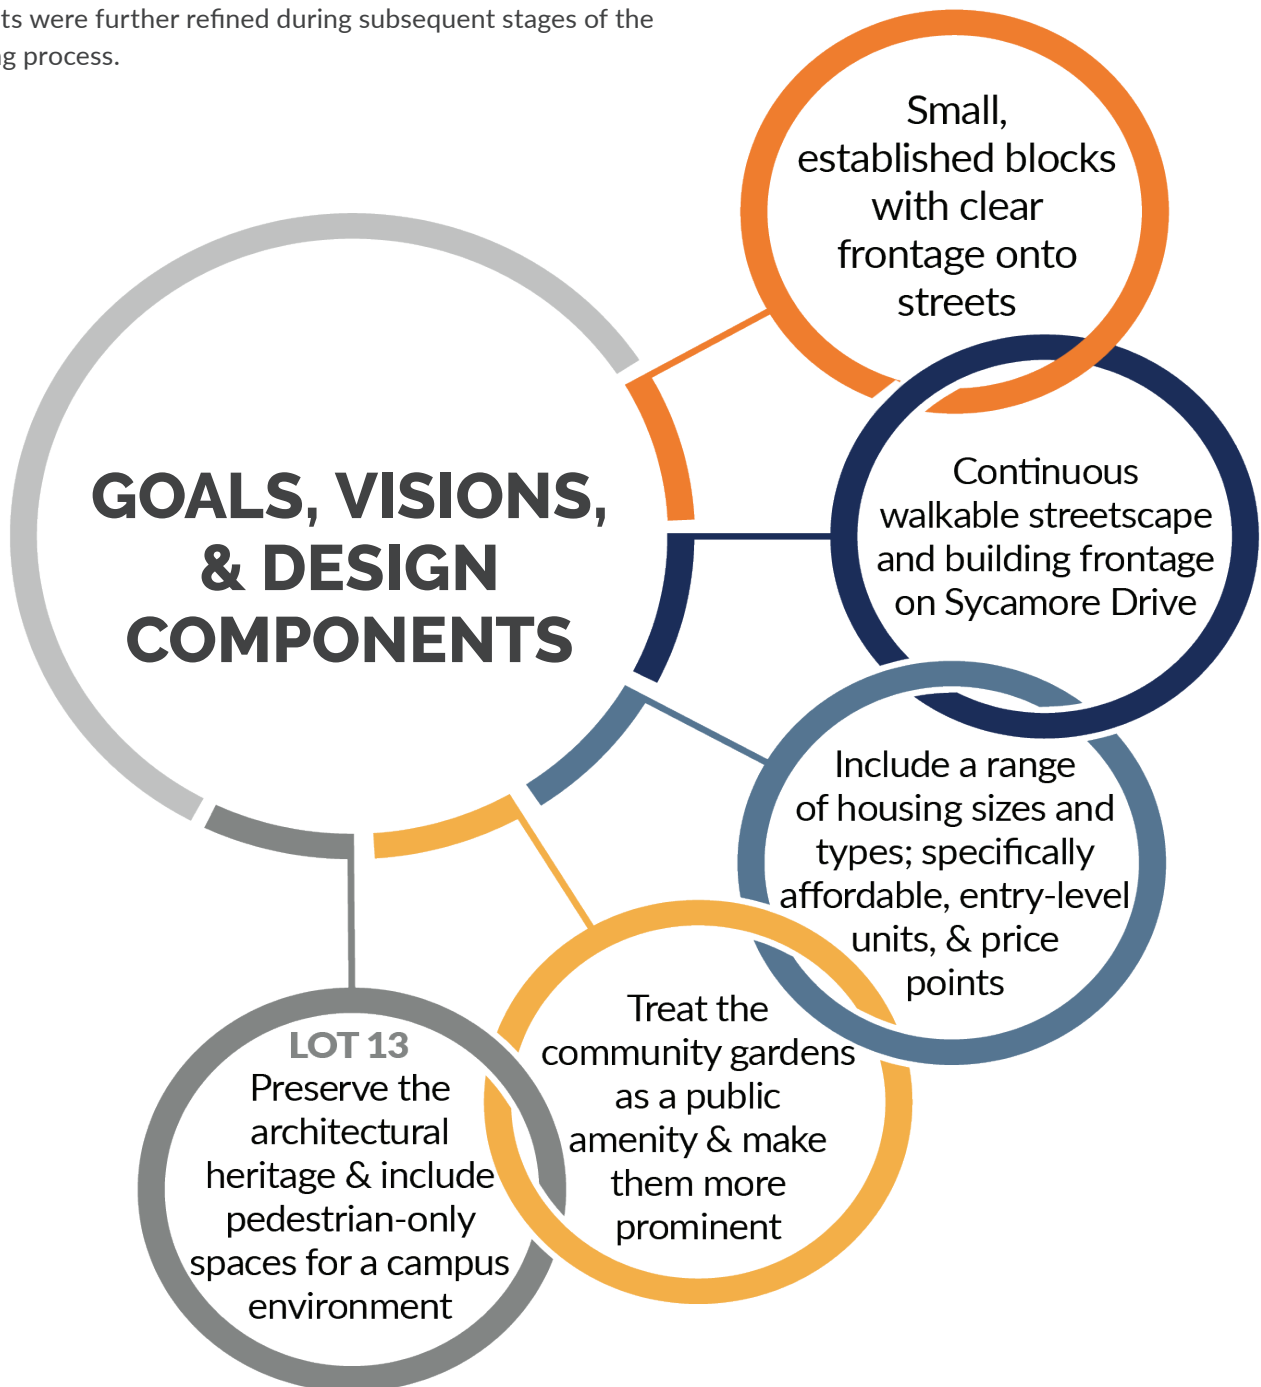 ts were further refined during subsequent stages of the
g process.
Small,
established blocks
with clear
frontage onto
streets
GOALS, VISIONS,
& DESIGN
COMPONENTS
Continuous
walkable streetscape
and building frontage
on Sycamore Drive
Include a range
of housing sizes and
types; specifically
affordable, entry-level
units, & price
points
Treat the
community gardens
as a public
amenity & make
them more
prominent
LOT 13
Preserve the
architectural
heritage & include
pedestrian-only
spaces for a campus
environment